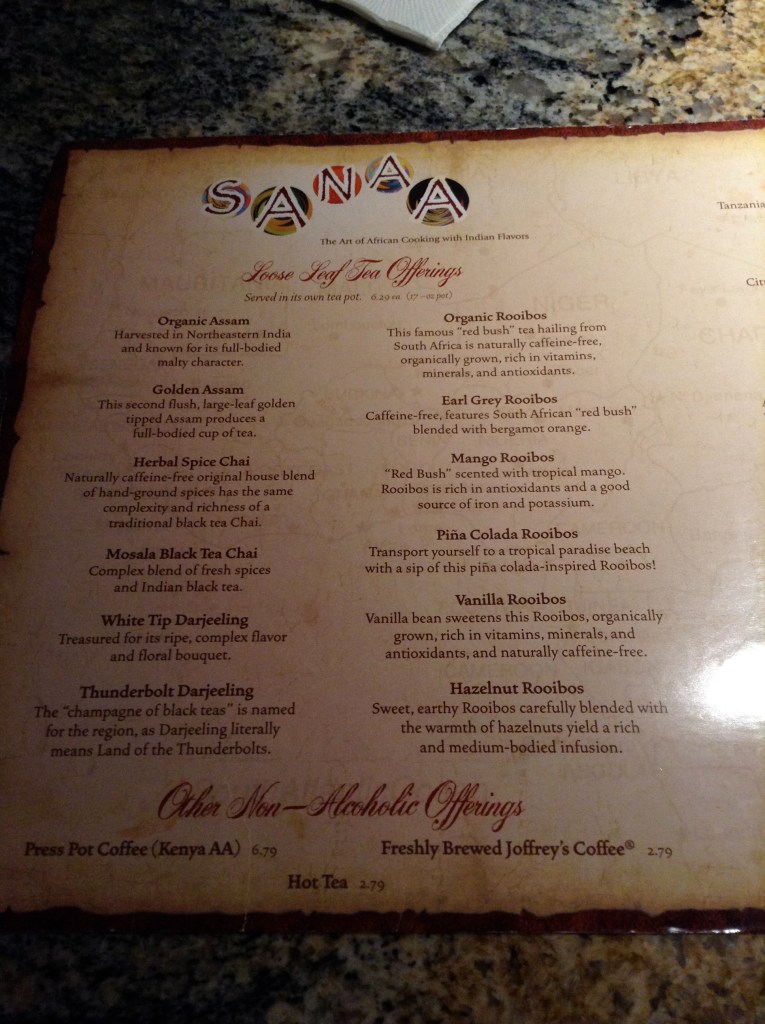 SANAA
The Art of African Cooking with Indian Flavors
Loose Leaf Tea Offerings
Served in its own tea pot. 6.29 ea. (17-oz pot)
Organic Assam
Harvested in Northeastern India
and known for its full-bodied
malty character.
Golden Assam
This second flush, large-leaf golden
tipped Assam produces a
full-bodied cup of tea.
Herbal Spice Chai
Naturally caffeine-free original house blend
of hand-ground spices has the same
complexity and richness of a
traditional black tea Chai.
Mosala Black Tea Chai
Complex blend of fresh spices
and Indian black tea.
White Tip Darjeeling
Treasured for its ripe, complex flavor
and floral bouquet.
Thunderbolt Darjeeling
The "champagne of black teas" is named
for the region, as Darjeeling literally
means Land of the Thunderbolts.
Organic Rooibos
This famous "red bush" tea hailing from
South Africa is naturally caffeine-free,
organically grown, rich in vitamins,
minerals, and antioxidants.
Earl Grey Rooibos
Caffeine-free, features South African "red bush"
blended with bergamot orange.
Mango Rooibos
"Red Bush" scented with tropical mango.
Rooibos is rich in antioxidants and a good
source of iron and potassium.
Piña Colada Rooibos
Transport yourself to a tropical paradise beach
with a sip of this piña colada-inspired Rooibos!
Vanilla Rooibos
Vanilla bean sweetens this Rooibos, organically
grown, rich in vitamins, minerals, and
antioxidants, and naturally caffeine-free.
Hazelnut Rooibos
Sweet, earthy Rooibos carefully blended with
the warmth of hazelnuts yield a rich
and medium-bodied infusion.
Other Non-Alcoholic Offerings
Press Pot Coffee (Kenya AA) 6.79
Freshly Brewed Joffrey's Coffee® 2.79
Hot Tea 2.79
Tanzania
NIGER